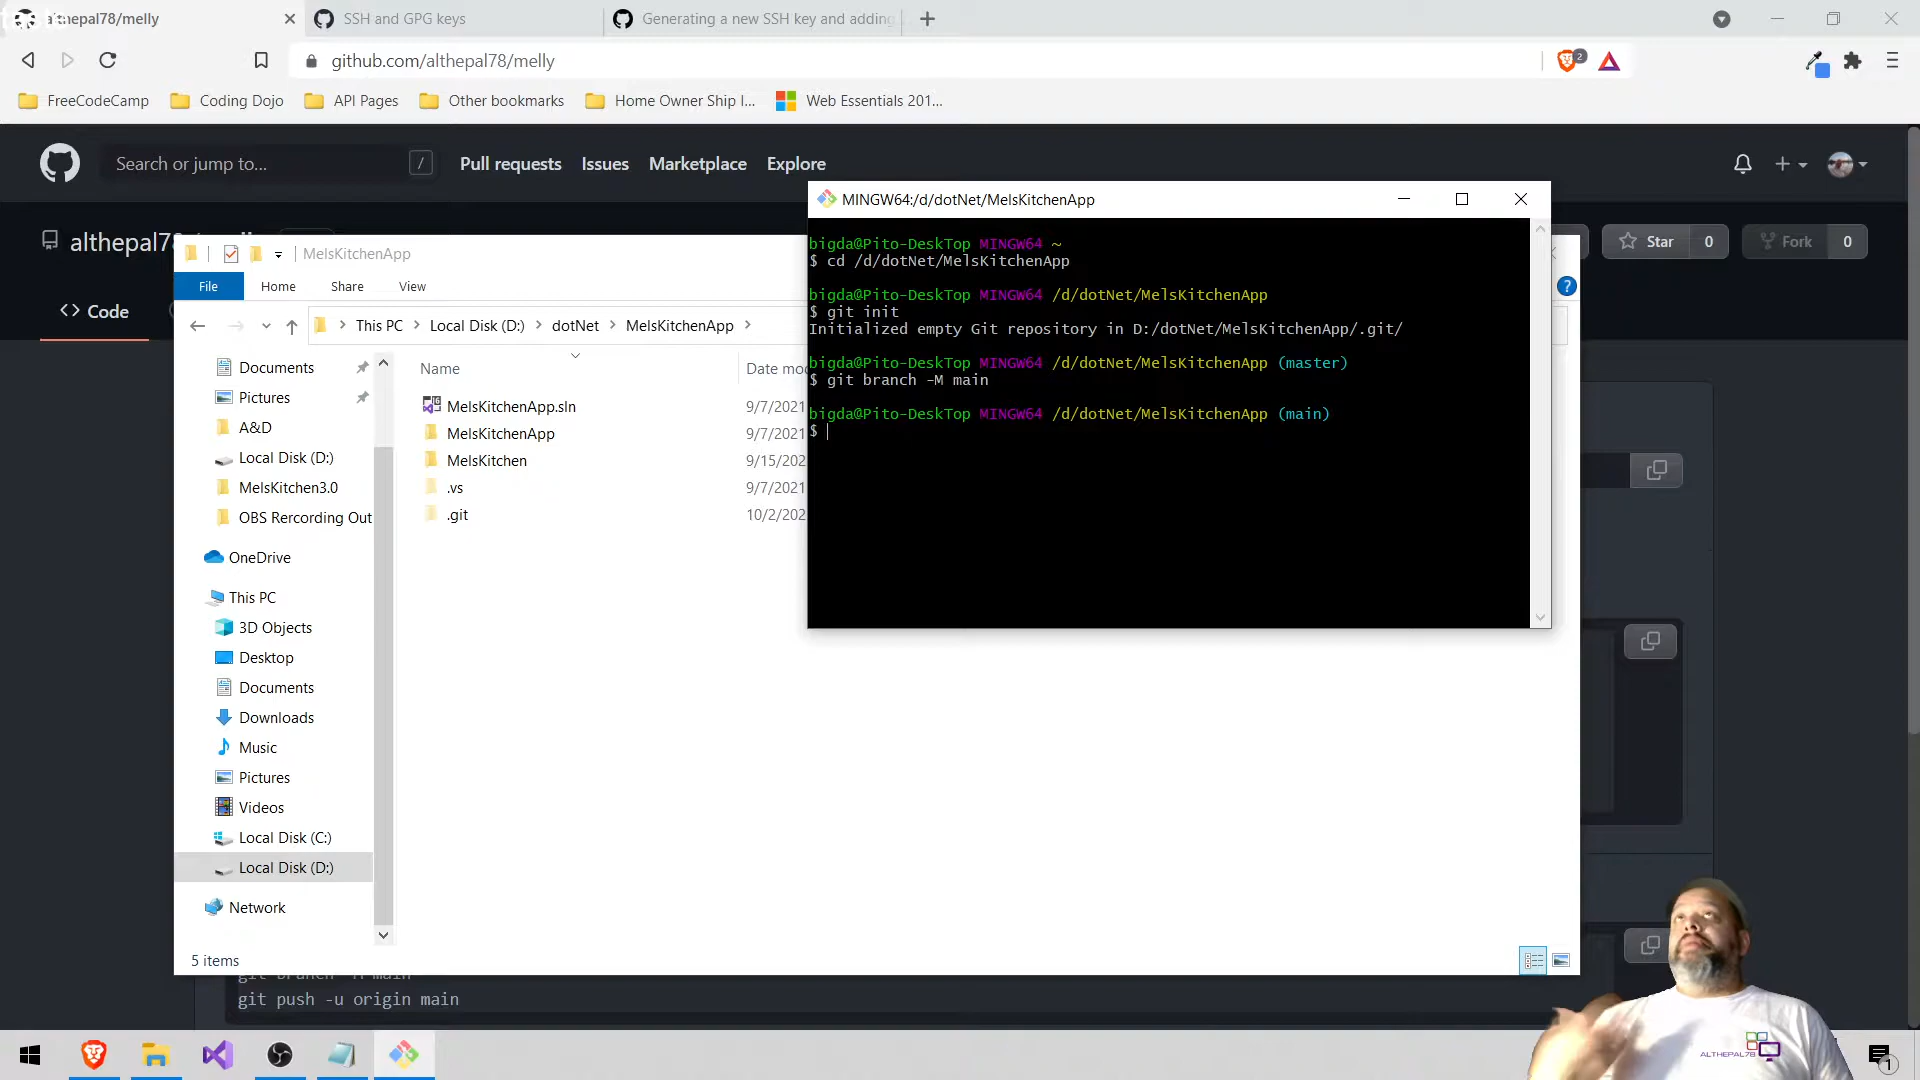 althepal78/melly
SSH and GPG keys
Generating a new SSH key and adding
github.com/althepal78/melly
2
FreeCodeCamp
Coding Dojo
API Pages
Other bookmarks
Home Owner Ship I...
Web Essentials 201...
Search or jump to...
/
Pull requests
Issues
Marketplace
Explore
althepal78
Star
0
Fork
0
<> Code
MelsKitchenApp
File
Home
Share
View
?
This PC
Local Disk (D:)
dotNet
MelsKitchenApp
Documents
Pictures
A&D
Local Disk (D:)
MelsKitchen3.0
OBS Rercording Out
OneDrive
This PC
3D Objects
Desktop
Documents
Downloads
Music
Pictures
Videos
Local Disk (C:)
Local Disk (D:)
Network
Name
Date mod
MelsKitchenApp.sln
9/7/2021
MelsKitchenApp
9/7/2021
MelsKitchen
9/15/202
.vs
9/7/2021
.git
10/2/202
5 items
MINGW64:/d/dotNet/MelsKitchenApp
bigda@Pito-DeskTop MINGW64 ~
$ cd /d/dotNet/MelsKitchenApp
bigda@Pito-DeskTop MINGW64 /d/dotNet/MelsKitchenApp
$ git init
Initialized empty Git repository in D:/dotNet/MelsKitchenApp/.git/
bigda@Pito-DeskTop MINGW64 /d/dotNet/MelsKitchenApp (master)
$ git branch -M main
bigda@Pito-DeskTop MINGW64 /d/dotNet/MelsKitchenApp (main)
$
git branch -M main
git push -u origin main
ALTHEPAL78
1